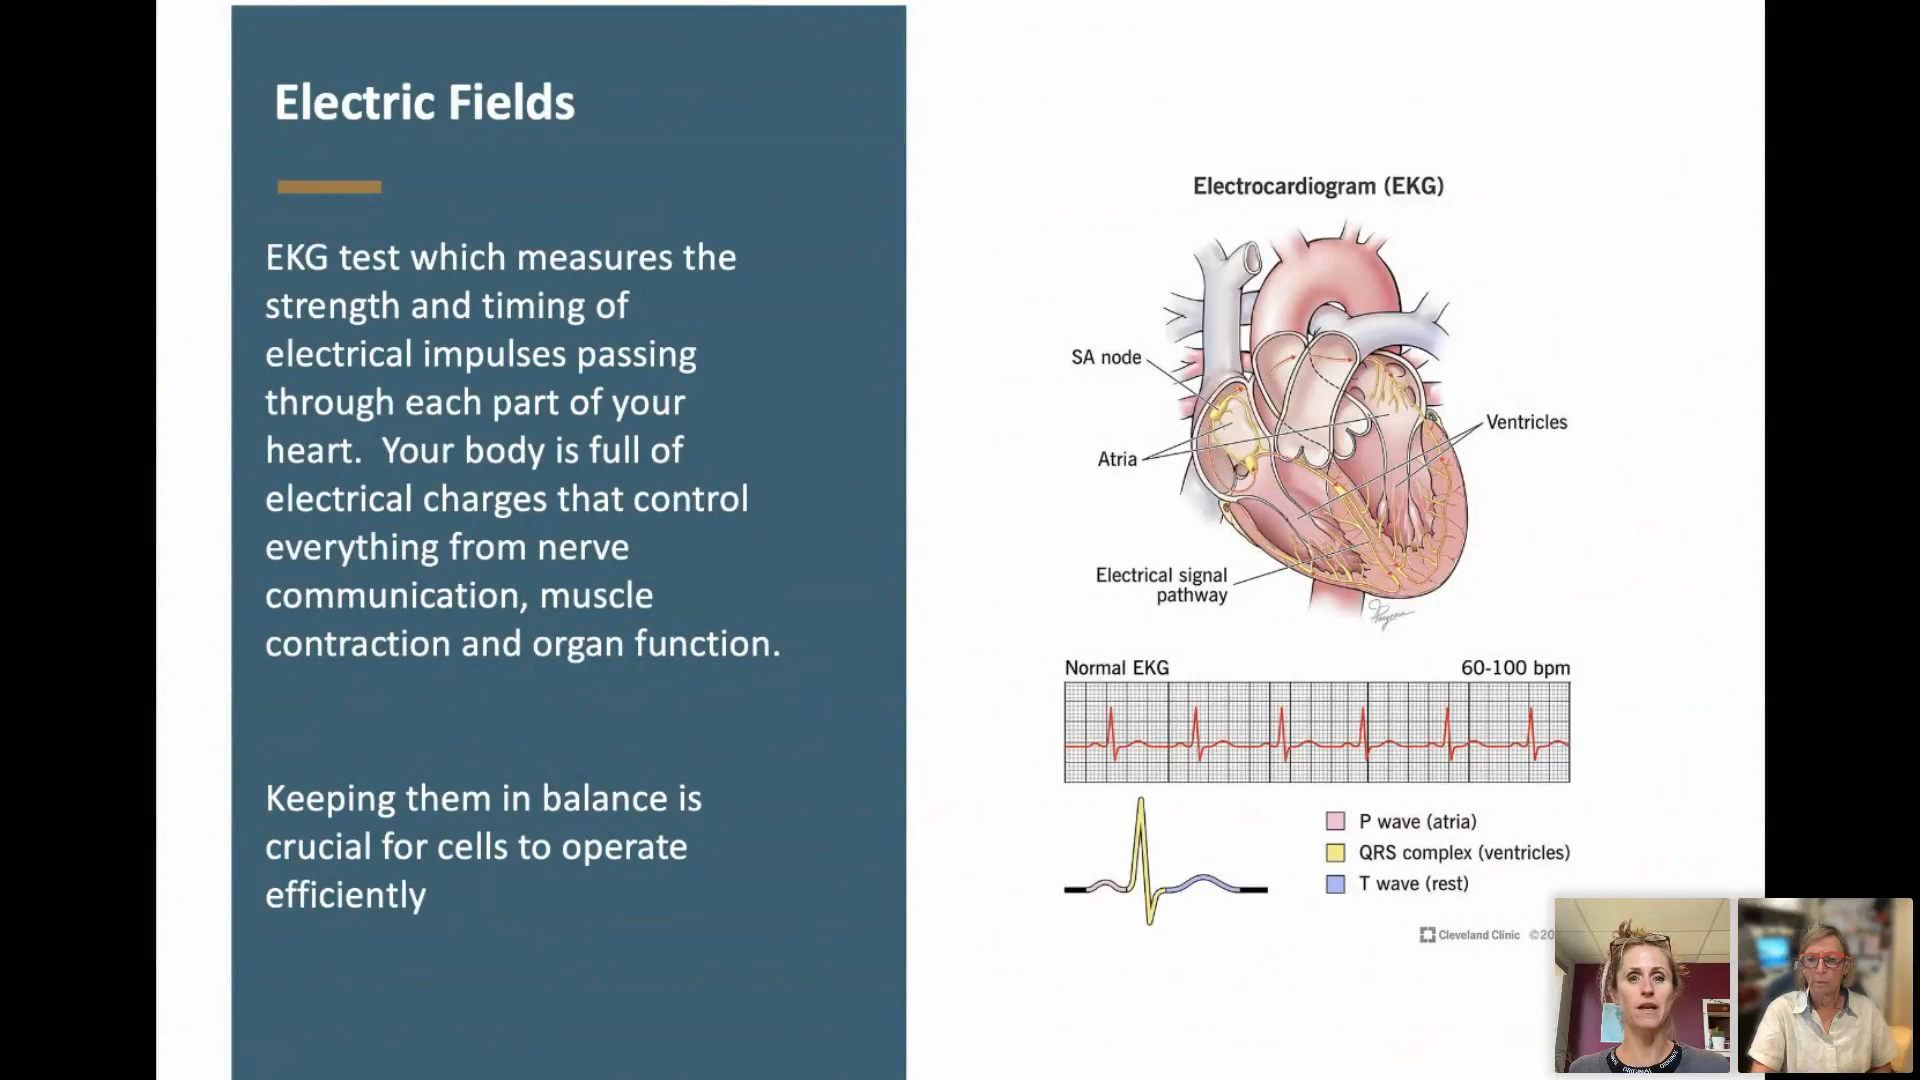 Electric Fields
EKG test which measures the
strength and timing of
electrical impulses passing
through each part of your
heart.  Your body is full of
electrical charges that control
everything from nerve
communication, muscle
contraction and organ function.
Keeping them in balance is
crucial for cells to operate
efficiently
Electrocardiogram (EKG)
SA node
Atria
Ventricles
Electrical signal
pathway
Normal EKG
60-100 bpm
P wave (atria)
QRS complex (ventricles)
T wave (rest)
Cleveland Clinic ©20
ORIGINAL